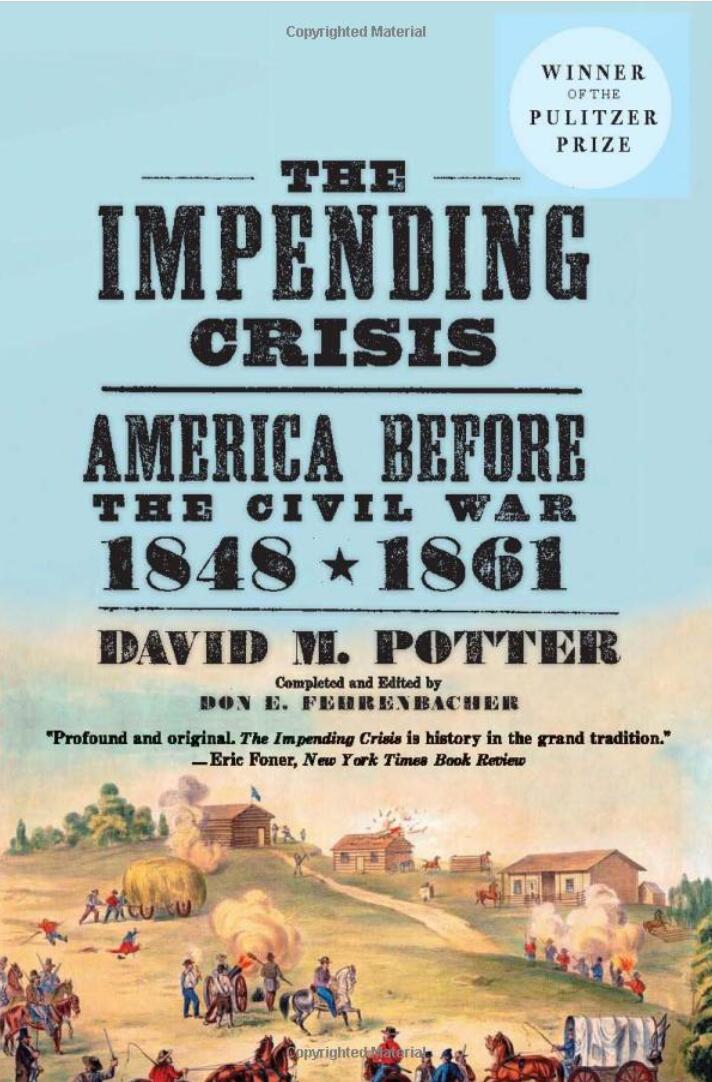 Copyrighted Material
WINNER
OF THE
PULITZER
PRIZE
THE
IMPENDING
CRISIS
AMERICA BEFORE
THE CIVIL WAR
1848 ★ 1861
DAVID M. POTTER
Completed and Edited by
DON E. FEHRENBACHER
"Profound and original. The Impending Crisis is history in the grand tradition."
—Eric Foner, New York Times Book Review
Copyrighted Material